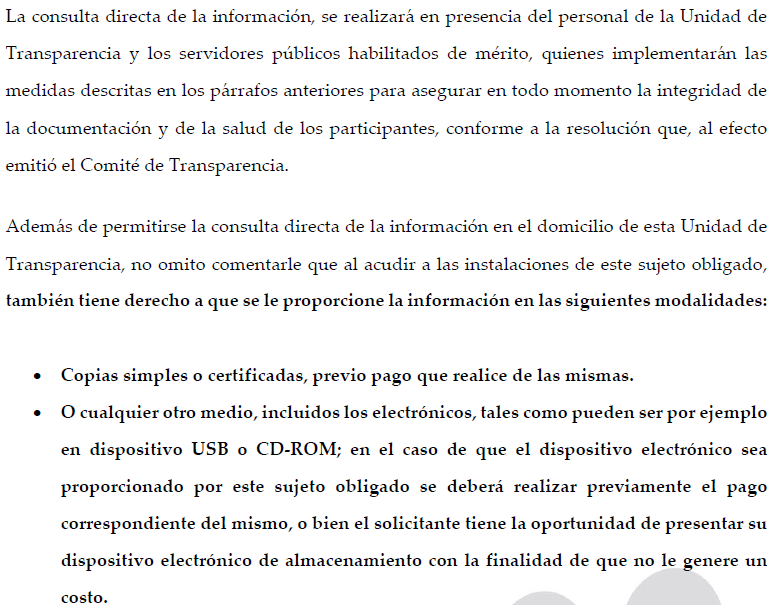 La consulta directa de la información, se realizará en presencia del personal de la Unidad de
Transparencia y los servidores públicos habilitados de mérito, quienes implementarán las
medidas descritas en los párrafos anteriores para asegurar en todo momento la integridad de
la documentación y de la salud de los participantes, conforme a la resolución que, al efecto
emitió el Comité de Transparencia.
Además de permitirse la consulta directa de la información en el domicilio de esta Unidad de
Transparencia, no omito comentarle que al acudir a las instalaciones de este sujeto obligado,
también tiene derecho a que se le proporcione la información en las siguientes modalidades:
• Copias simples o certificadas, previo pago que realice de las mismas.
• O cualquier otro medio, incluidos los electrónicos, tales como pueden ser por ejemplo
en dispositivo USB o CD-ROM; en el caso de que el dispositivo electrónico sea
proporcionado por este sujeto obligado se deberá realizar previamente el pago
correspondiente del mismo, o bien el solicitante tiene la oportunidad de presentar su
dispositivo electrónico de almacenamiento con la finalidad de que no le genere un
costo.